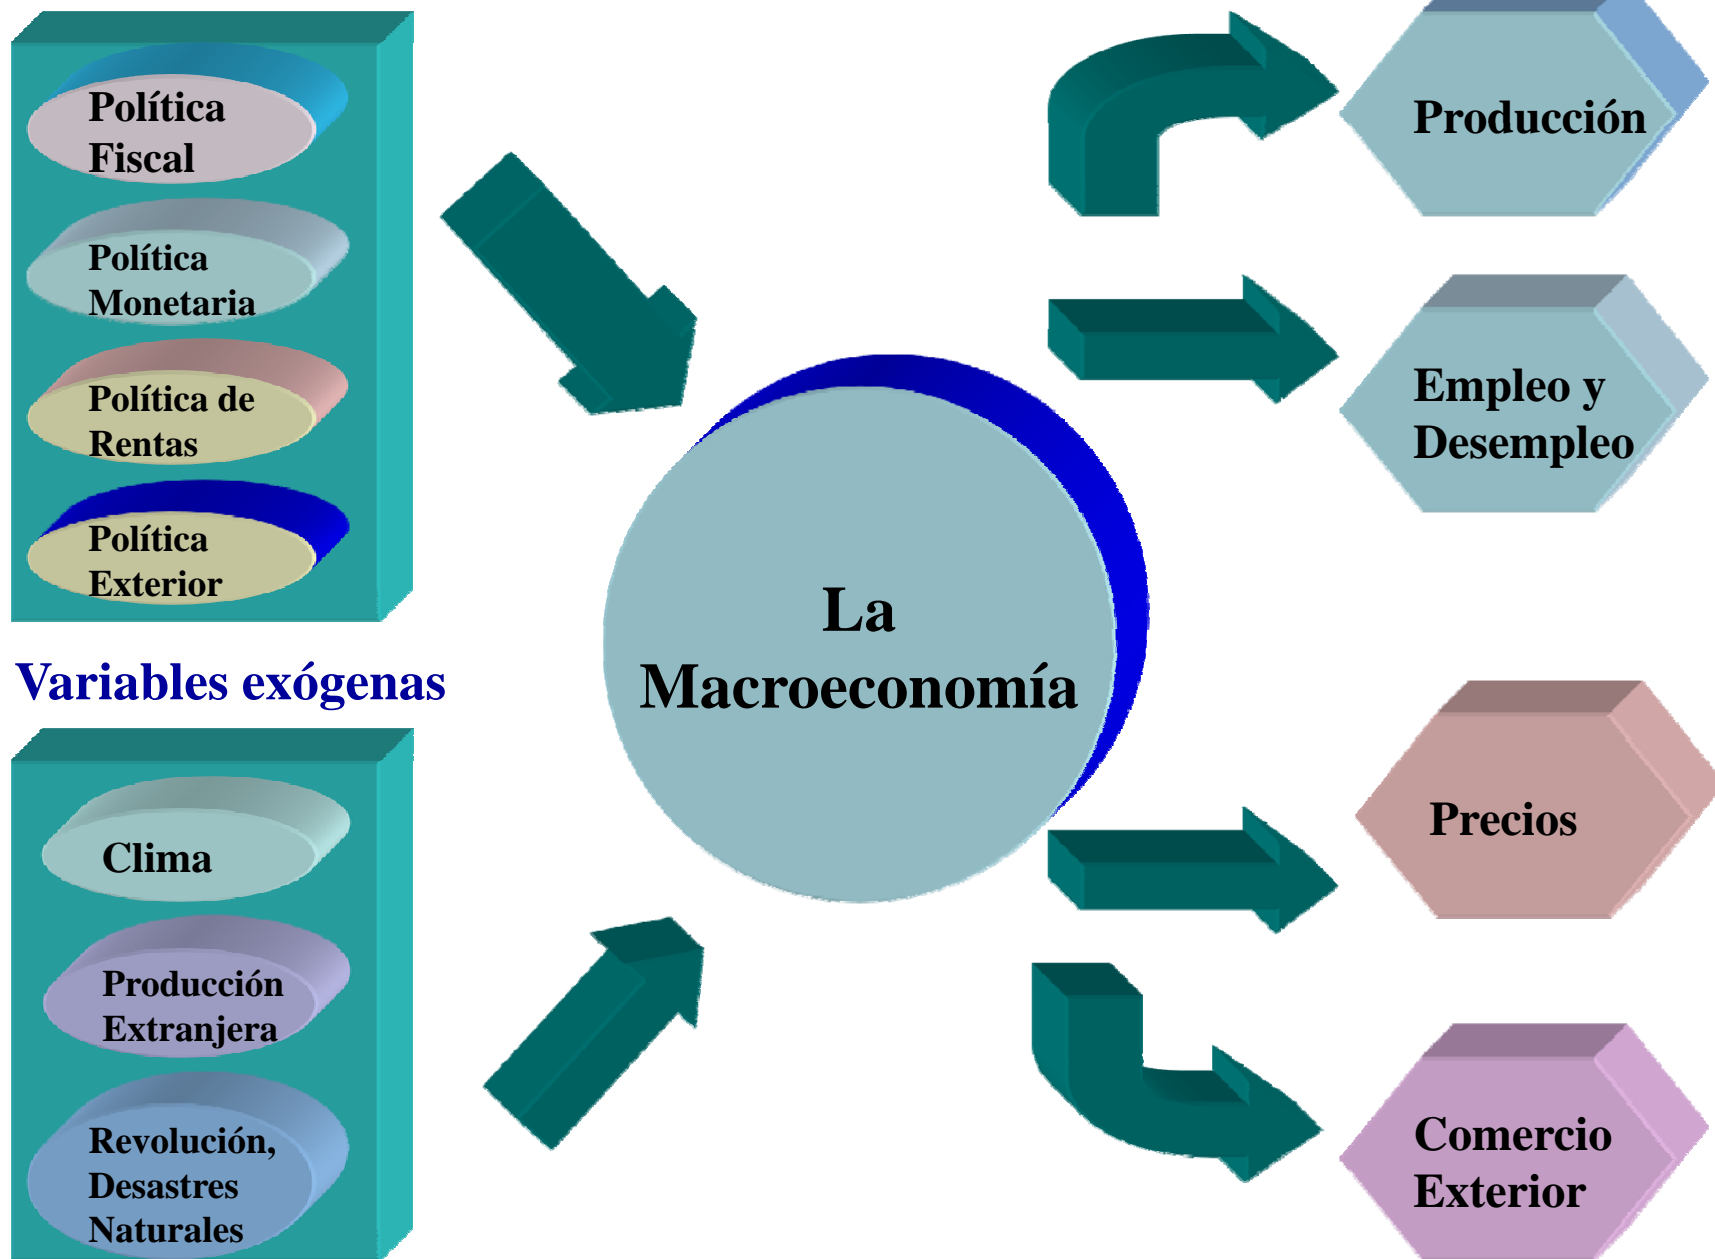 Política
Fiscal
Política
Monetaria
Política de
Rentas
Política
Exterior
Variables exógenas
Clima
Producción
Extranjera
Revolución,
Desastres
Naturales
La
Macroeconomía
Producción
Empleo y
Desempleo
Precios
Comercio
Exterior